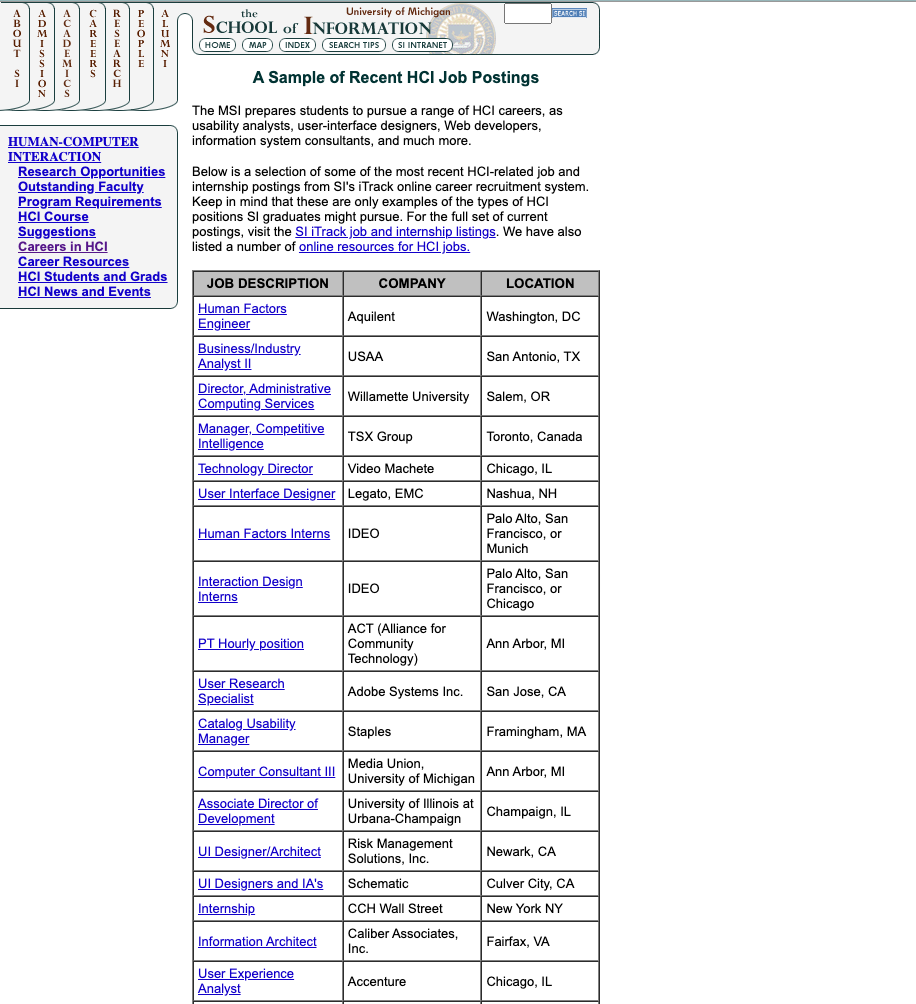 ABOUT SI
ADMISSION
ACADEMICS
CAREERS
RESEARCH
PEOPLE
ALUMNI
University of Michigan
the
SCHOOL of INFORMATION
SEARCH SI
HOME
MAP
INDEX
SEARCH TIPS
SI INTRANET
HUMAN-COMPUTER
INTERACTION
Research Opportunities
Outstanding Faculty
Program Requirements
HCI Course
Suggestions
Careers in HCI
Career Resources
HCI Students and Grads
HCI News and Events
A Sample of Recent HCI Job Postings
The MSI prepares students to pursue a range of HCI careers, as
usability analysts, user-interface designers, Web developers,
information system consultants, and much more.
Below is a selection of some of the most recent HCI-related job and
internship postings from SI's iTrack online career recruitment system.
Keep in mind that these are only examples of the types of HCI
positions SI graduates might pursue. For the full set of current
postings, visit the SI iTrack job and internship listings. We have also
listed a number of online resources for HCI jobs.
JOB DESCRIPTION COMPANY LOCATION
Human Factors
Engineer
Aquilent
Washington, DC
Business/Industry
Analyst II
USAA
San Antonio, TX
Director, Administrative
Computing Services
Willamette University
Salem, OR
Manager, Competitive
Intelligence
TSX Group
Toronto, Canada
Technology Director
Video Machete
Chicago, IL
User Interface Designer
Legato, EMC
Nashua, NH
Human Factors Interns
IDEO
Palo Alto, San
Francisco, or
Munich
Interaction Design
Interns
IDEO
Palo Alto, San
Francisco, or
Chicago
PT Hourly position
ACT (Alliance for
Community
Technology)
Ann Arbor, MI
User Research
Specialist
Adobe Systems Inc.
San Jose, CA
Catalog Usability
Manager
Staples
Framingham, MA
Computer Consultant III
Media Union,
University of Michigan
Ann Arbor, MI
Associate Director of
Development
University of Illinois at
Urbana-Champaign
Champaign, IL
UI Designer/Architect
Risk Management
Solutions, Inc.
Newark, CA
UI Designers and IA's
Schematic
Culver City, CA
Internship
CCH Wall Street
New York NY
Information Architect
Caliber Associates,
Inc.
Fairfax, VA
User Experience
Analyst
Accenture
Chicago, IL